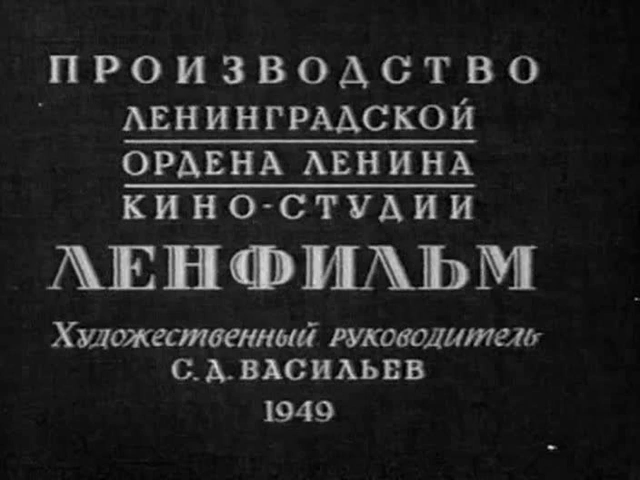 ПРОИЗВОДСТВО
ЛЕНИНГРАДСКОЙ
ОРДЕНА ЛЕНИНА
КИНО-СТУДИИ
ЛЕНФИЛЬМ
Художественный руководитель
С.Д.ВАСИЛЬЕВ
1949